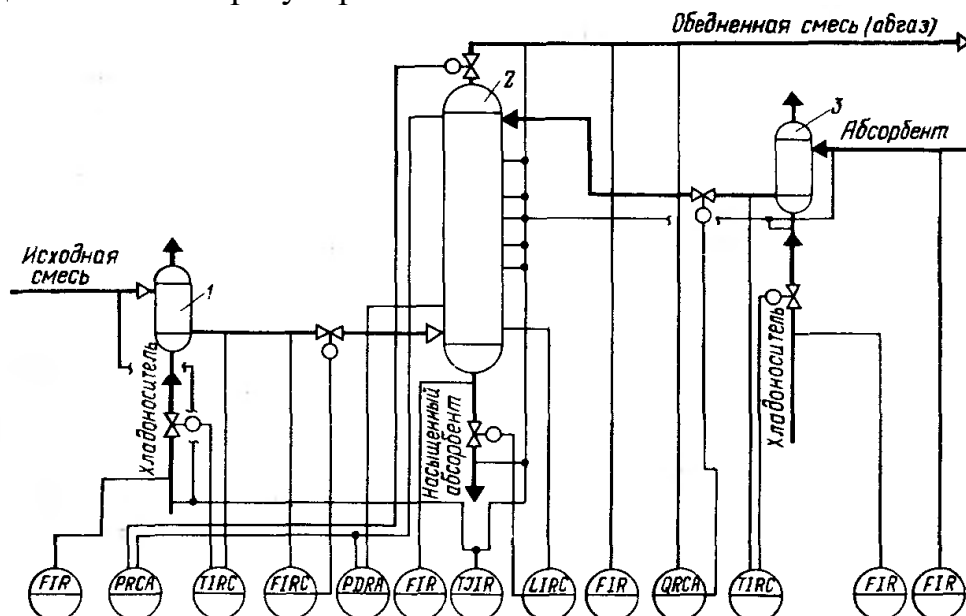 Обедненная смесь (абгаз)
2
3
Абсорбент
Исходная
смесь
1
Хладоноситель
Насыщенный
абсорбент
Хладоноситель
FIR PRCA TIRC FIRC PDRA FIR TJIR LIRC FIR QRCA TIRC FIR FIR